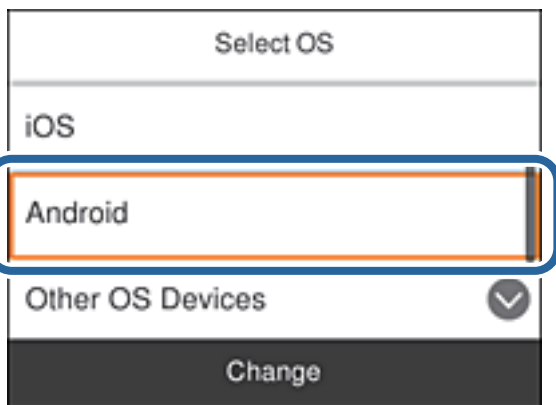 Select OS
iOS
Android
Other OS Devices
Change